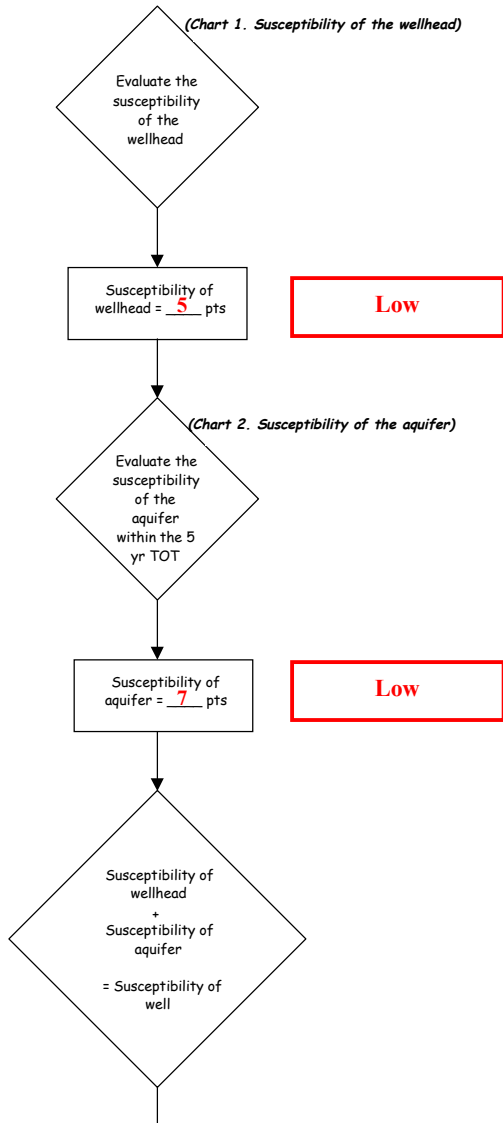 (Chart 1. Susceptibility of the wellhead)
Evaluate the
susceptibility
of the
wellhead
Susceptibility of
wellhead = 5 pts
Low
(Chart 2. Susceptibility of the aquifer)
Evaluate the
susceptibility
of the
aquifer
within the 5
yr TOT
Susceptibility of
aquifer = 7 pts
Low
Susceptibility of
wellhead
+
Susceptibility of
aquifer
= Susceptibility of
well